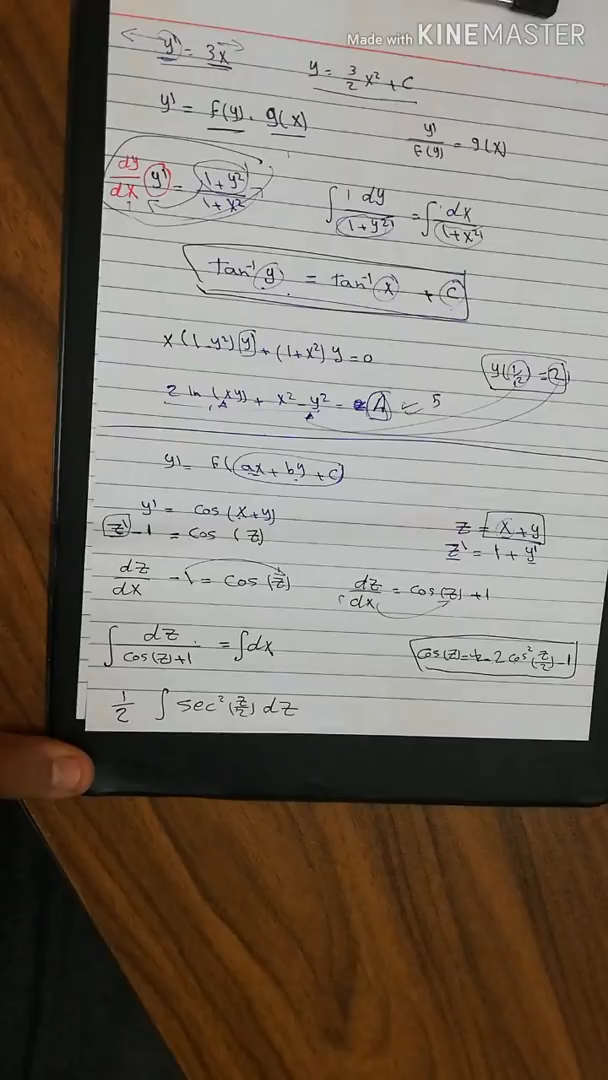 Made with KINEMASTER
y' = 3x
y = 3/2 x² + C
y' = f(y) . g(x)
y'/f(y) = g(x)
dy/dx y' = 1+y²/1+x²
∫ 1 dy/(1+y²) = ∫ dx/(1+x²)
tan⁻¹(y) = tan⁻¹(x) + C
x(1-y²) y' + (1+x²) y = 0
y(1/2) = 2
2 ln (xy) + x² - y² = A 5
y' = f(ax + by + c)
y' = cos(x+y)
z = x + y
z' - 1 = cos (z)
z' = 1 + y'
dz/dx - 1 = cos(z)
dz/dx = cos(z) + 1
∫ dz/cos(z)+1 = ∫dx
cos(z) = 2cos²(z/2) - 1
1/2 ∫ sec²(z/2) dz